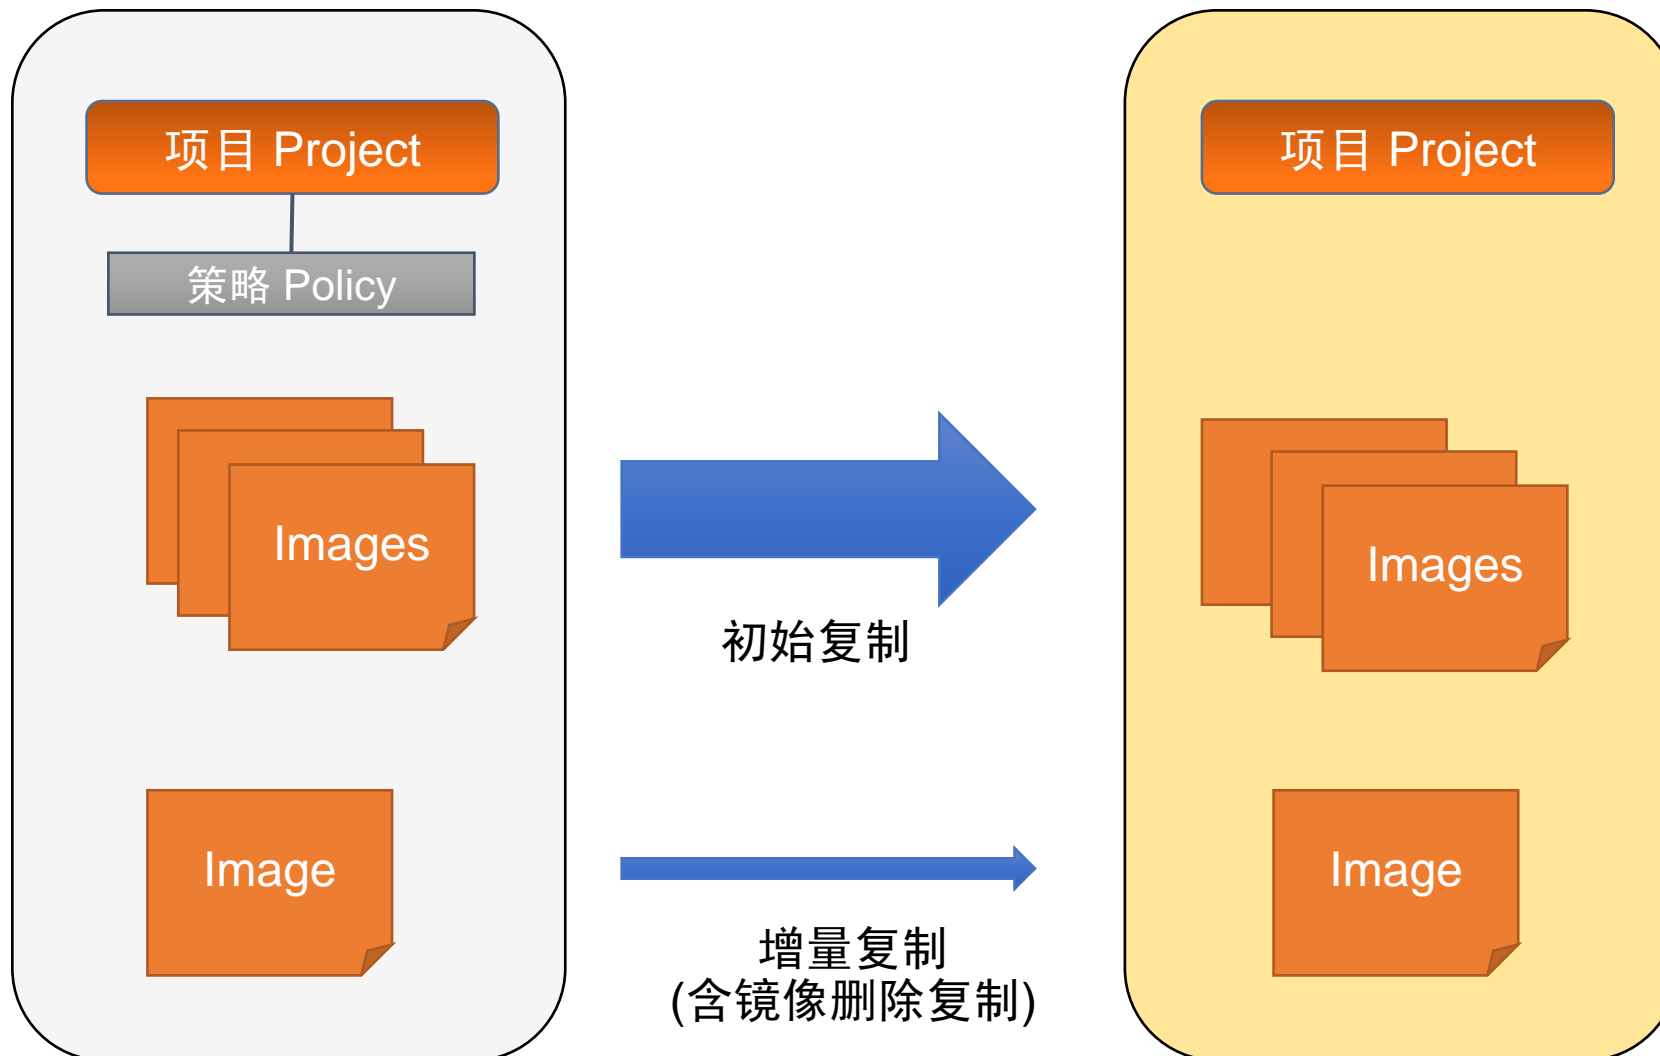 项目 Project
项目 Project
策略 Policy
Images
Images
初始复制
Image
Image
增量复制
(含镜像删除复制)